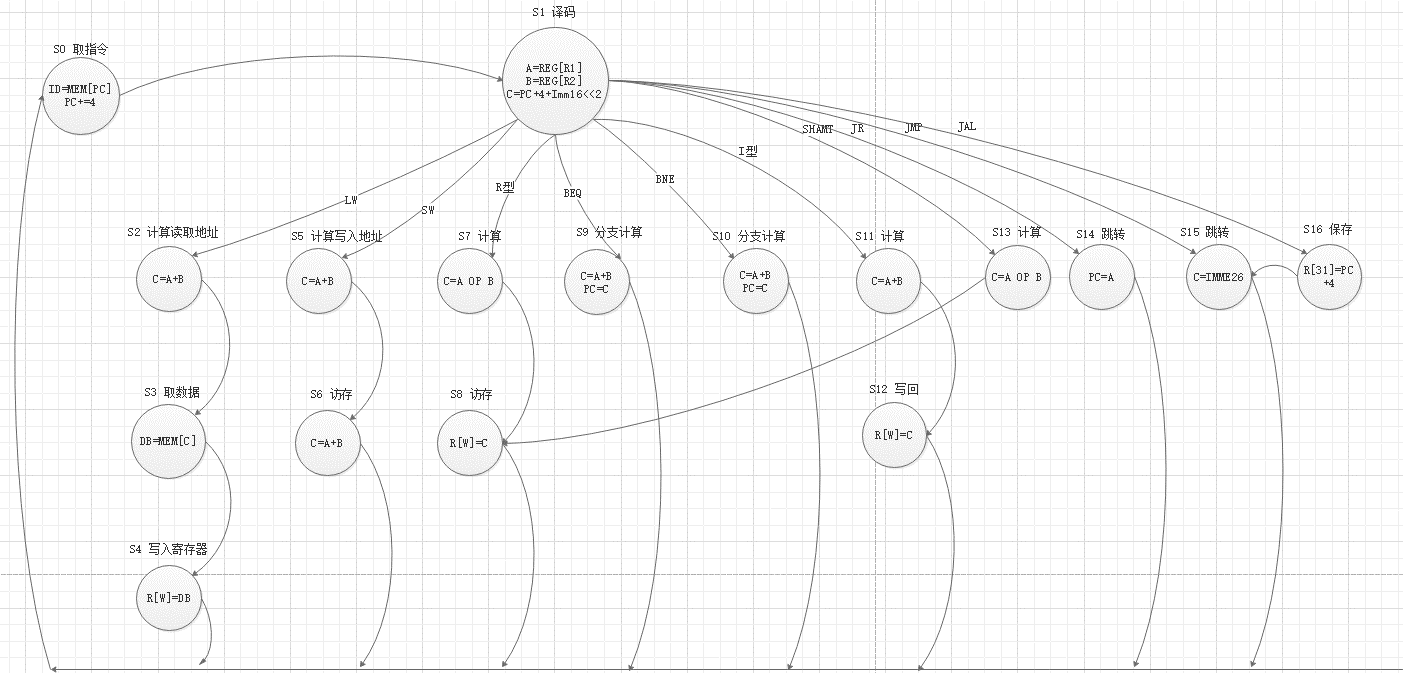 S1 译码
S0 取指令
A=REG[R1]
B=REG[R2]
C=PC+4+Imm16<<2
ID=MEM[PC]
PC+=4
SHAMT
JR
JMP
JAL
I型
BNE
R型
BEQ
LW
SW
S2 计算读取地址
S5 计算写入地址
S7 计算
S9 分支计算
S10 分支计算
S11 计算
S13 计算
S14 跳转
S15 跳转
S16 保存
C=A+B
C=A+B
C=A OP B
C=A+B
PC=C
C=A+B
PC=C
C=A+B
C=A OP B
PC=A
C=IMME26
R[31]=PC
+4
S3 取数据
S6 访存
S8 访存
S12 写回
DB=MEM[C]
C=A+B
R[W]=C
R[W]=C
S4 写入寄存器
R[W]=DB